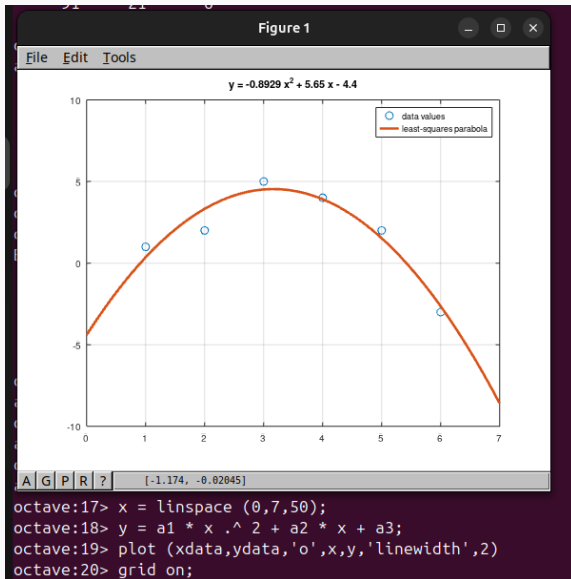 91 21 6
Figure 1
File Edit Tools
y = -0.8929 x² + 5.65 x - 4.4
data values
least-squares parabola
10
5
0
-5
-10
0 1 2 3 4 5 6 7
A G P R ? [-1.174, -0.02045]
octave:17> x = linspace (0,7,50);
octave:18> y = a1 * x .^ 2 + a2 * x + a3;
octave:19> plot (xdata,ydata,'o',x,y,'linewidth',2)
octave:20> grid on;